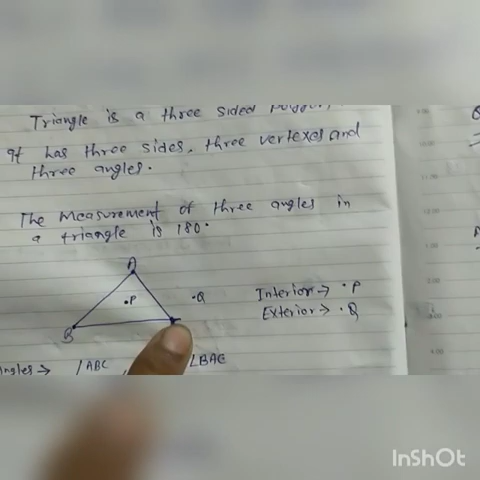 Triangle is a three sided
It has three sides, three vertexes and
three angles.
The measurement of three angles in
a triangle is 180°
A
•P
•Q
B
Interior → •P
Exterior → •Q
Angles → ∠ABC ∠BAC
InShOt